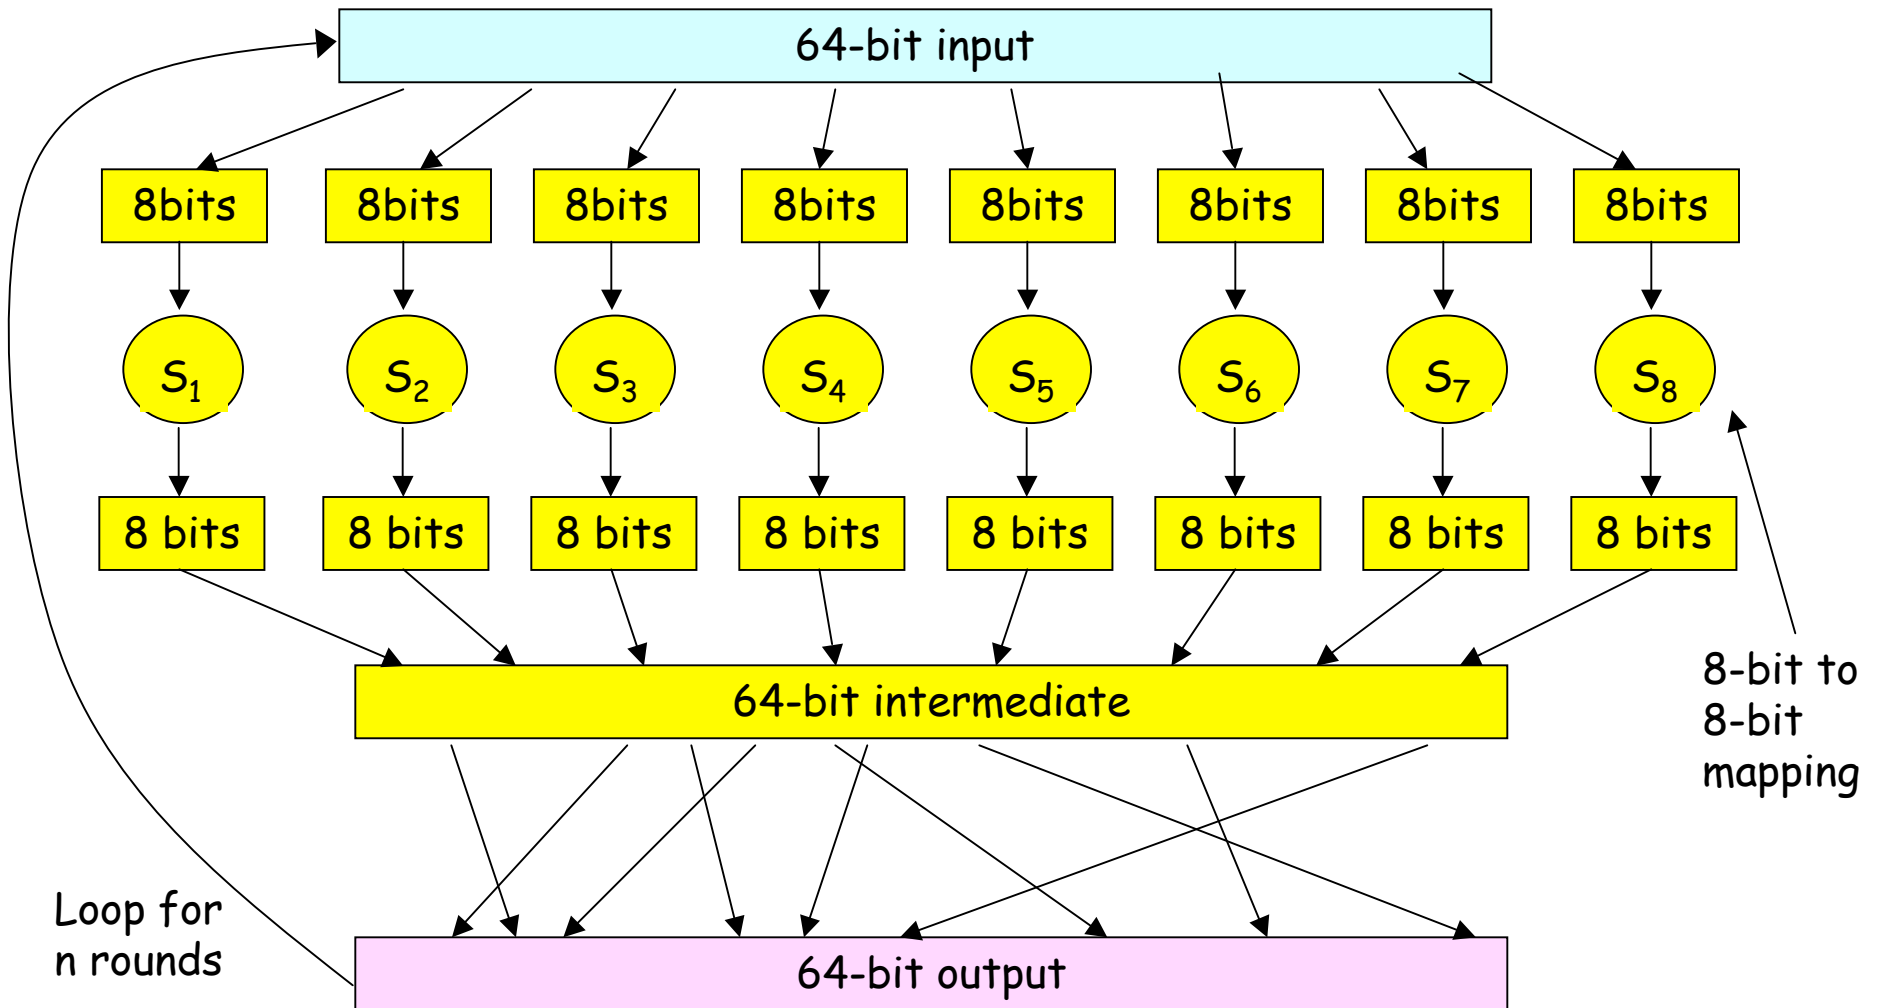 64-bit input
8bits 8bits 8bits 8bits 8bits 8bits 8bits 8bits
S₁ S₂ S₃ S₄ S₅ S₆ S₇ S₈
8 bits 8 bits 8 bits 8 bits 8 bits 8 bits 8 bits 8 bits
64-bit intermediate
8-bit to
8-bit
mapping
Loop for
n rounds
64-bit output